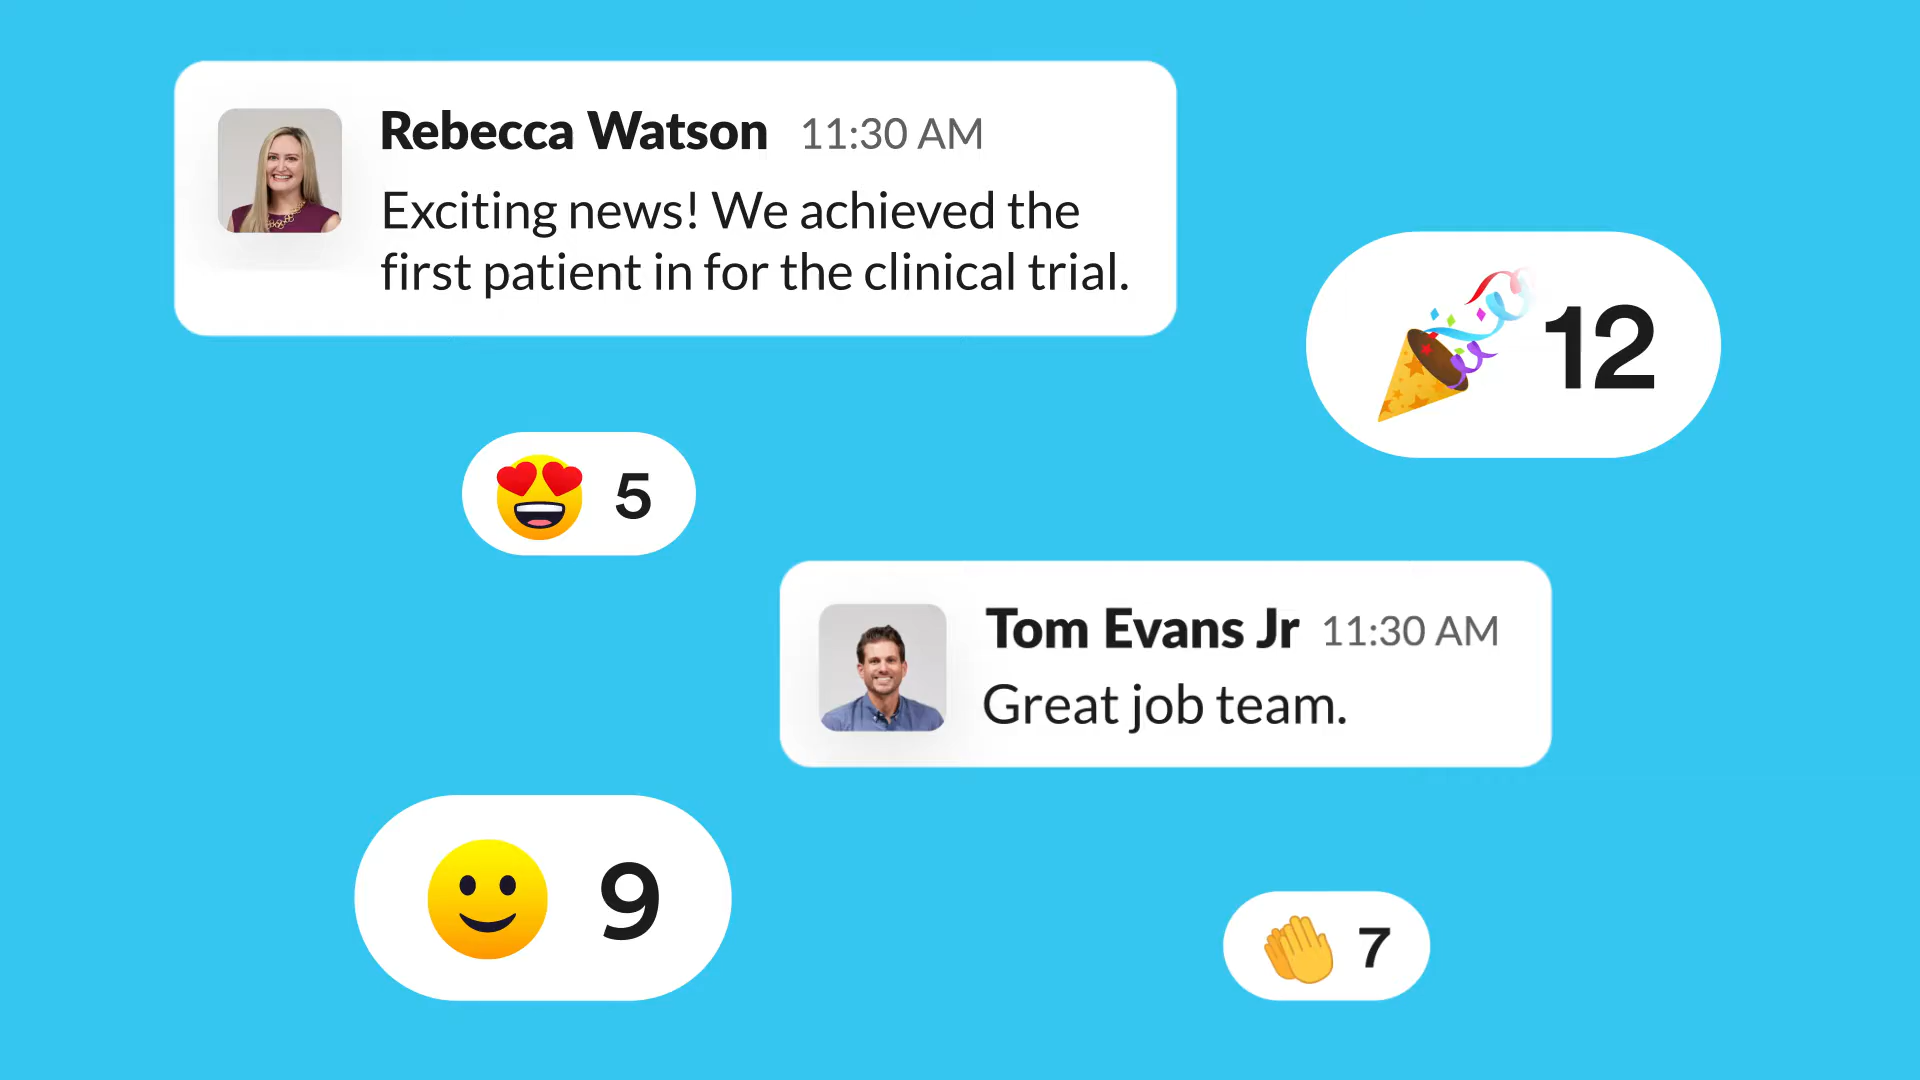 Rebecca Watson 11:30 AM
Exciting news! We achieved the
first patient in for the clinical trial.
12
5
Tom Evans Jr 11:30 AM
Great job team.
9
7